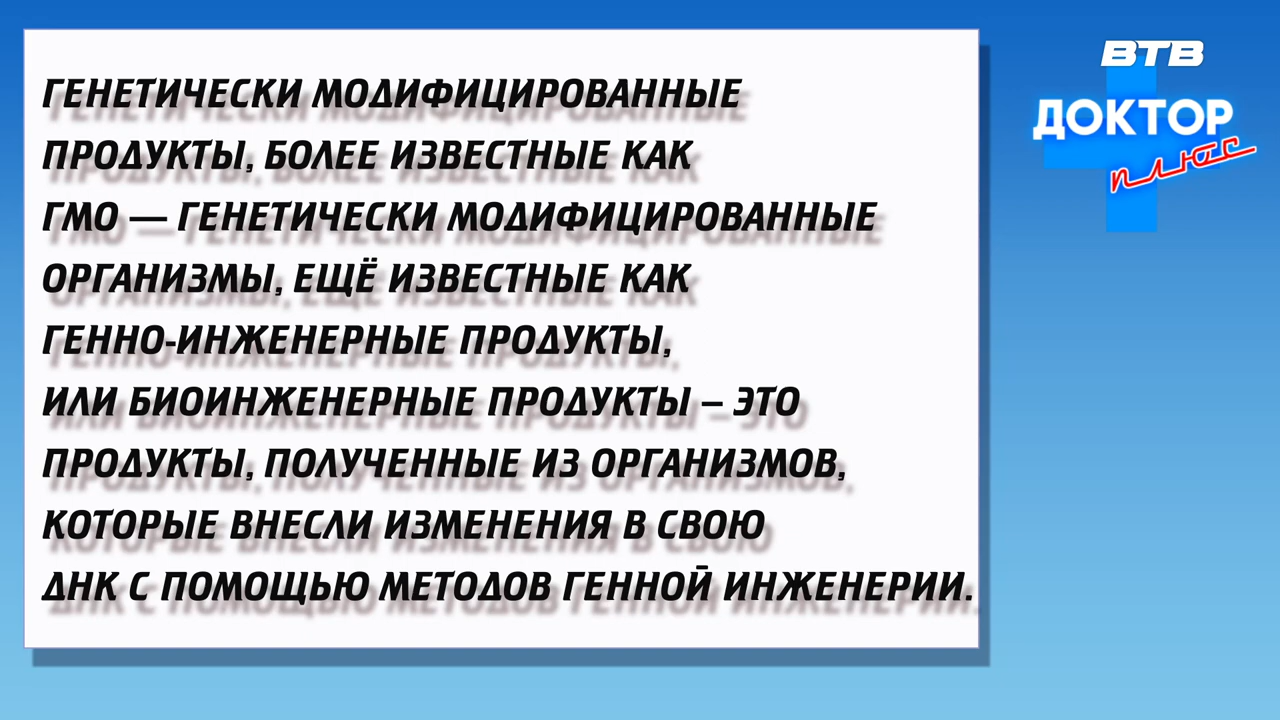 ГЕНЕТИЧЕСКИ МОДИФИЦИРОВАННЫЕ
ПРОДУКТЫ, БОЛЕЕ ИЗВЕСТНЫЕ КАК
ГМО — ГЕНЕТИЧЕСКИ МОДИФИЦИРОВАННЫЕ
ОРГАНИЗМЫ, ЕЩЁ ИЗВЕСТНЫЕ КАК
ГЕННО-ИНЖЕНЕРНЫЕ ПРОДУКТЫ,
ИЛИ БИОИНЖЕНЕРНЫЕ ПРОДУКТЫ – ЭТО
ПРОДУКТЫ, ПОЛУЧЕННЫЕ ИЗ ОРГАНИЗМОВ,
КОТОРЫЕ ВНЕСЛИ ИЗМЕНЕНИЯ В СВОЮ
ДНК С ПОМОЩЬЮ МЕТОДОВ ГЕННОЙ ИНЖЕНЕРИИ.
ВТВ
ДОКТОР
плюс